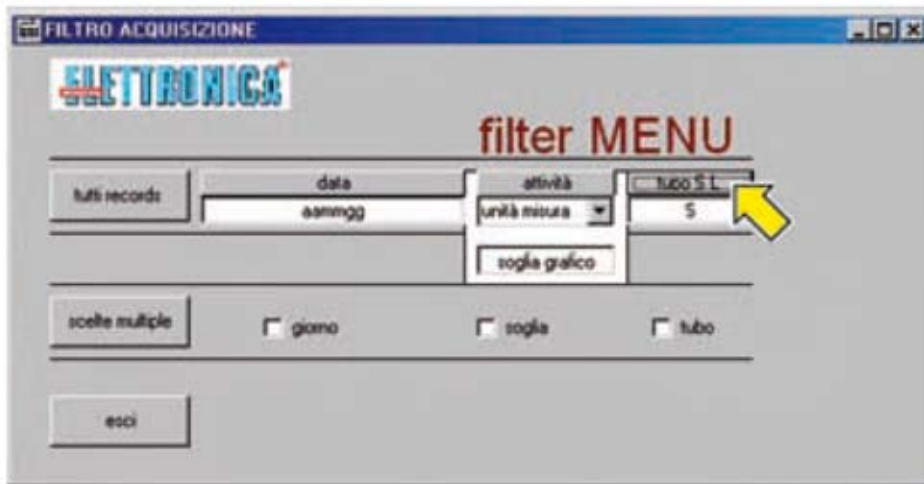 FILTRO ACQUISIZIONE
ELETTRONICA
filter MENU
tutti records
data
attività
tubo S L
aammgg
unità misura
S
soglia grafico
scelte multiple
giorno
soglia
tubo
esci